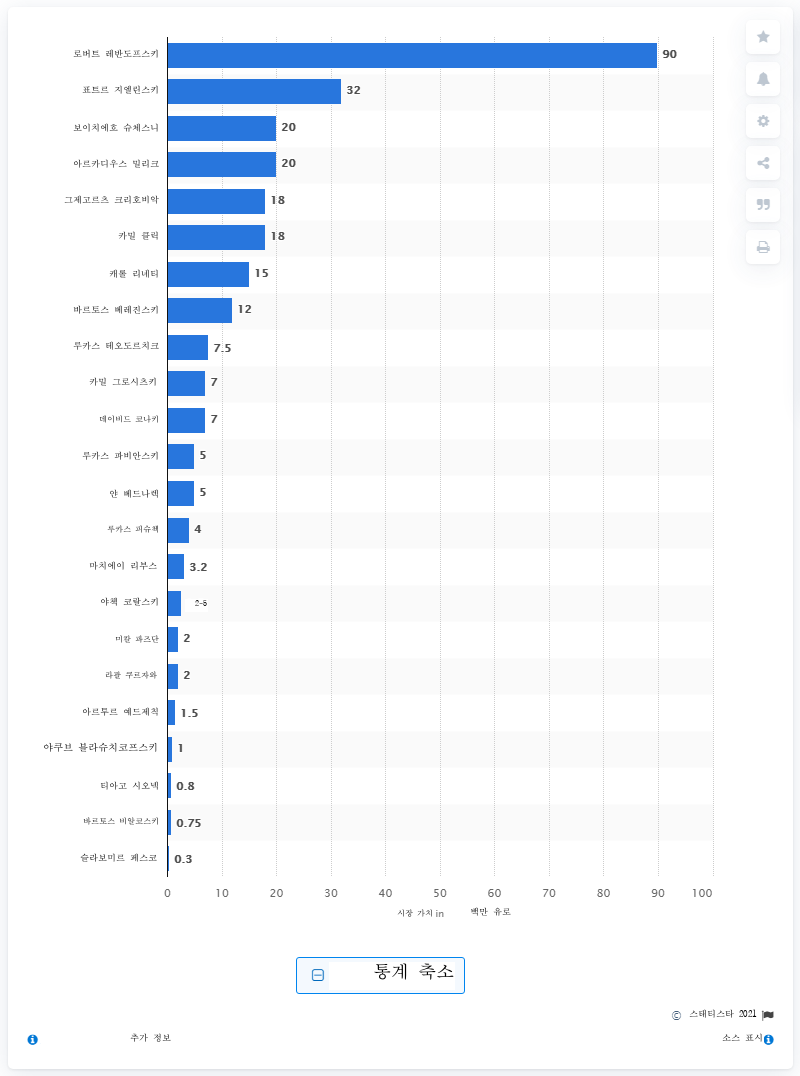 로버트 레반도프스키 90
표트르 지엘린스키 32
보이치에흐 슈체스니 20
아르카디우스 밀리크 20
그제고르츠 크리호비악 18
카밀 클릭 18
캐롤 리네티 15
바르토스 베레진스키 12
루카스 테오도르치크 7.5
카밀 그로시츠키 7
데이비드 코나키 7
루카스 파비안스키 5
얀 베드나렉 5
루카스 피슈첵 4
마치에이 리부스 3.2
야첵 고랄스키 2-5
미칼 파즈단 2
라팔 쿠르자와 2
아르투르 예드제칙 1.5
야쿠브 블라슈치코프스키 1
티아고 시오넥 0.8
바르토스 비알코스키 0.75
슬라보미르 페스코 0.3
0 10 20 30 40 50 60 70 80 90 100
시장 가치 in 백만 유로
통계 축소
© 스태티스타 2021
추가 정보 소스 표시